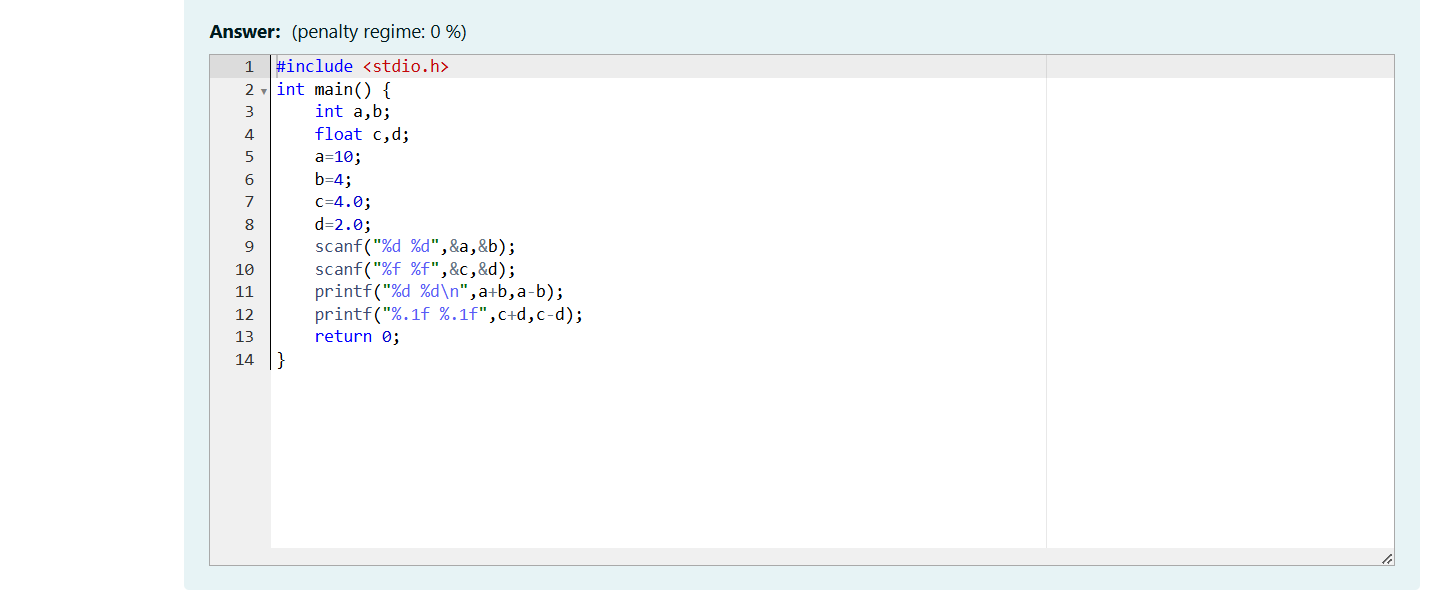 Answer: (penalty regime: 0 %)
1 #include <stdio.h>
2 int main() {
3     int a,b;
4     float c,d;
5     a=10;
6     b=4;
7     c=4.0;
8     d=2.0;
9     scanf("%d %d",&a,&b);
10     scanf("%f %f",&c,&d);
11     printf("%d %d\n",a+b,a-b);
12     printf("%.1f %.1f",c+d,c-d);
13     return 0;
14 }